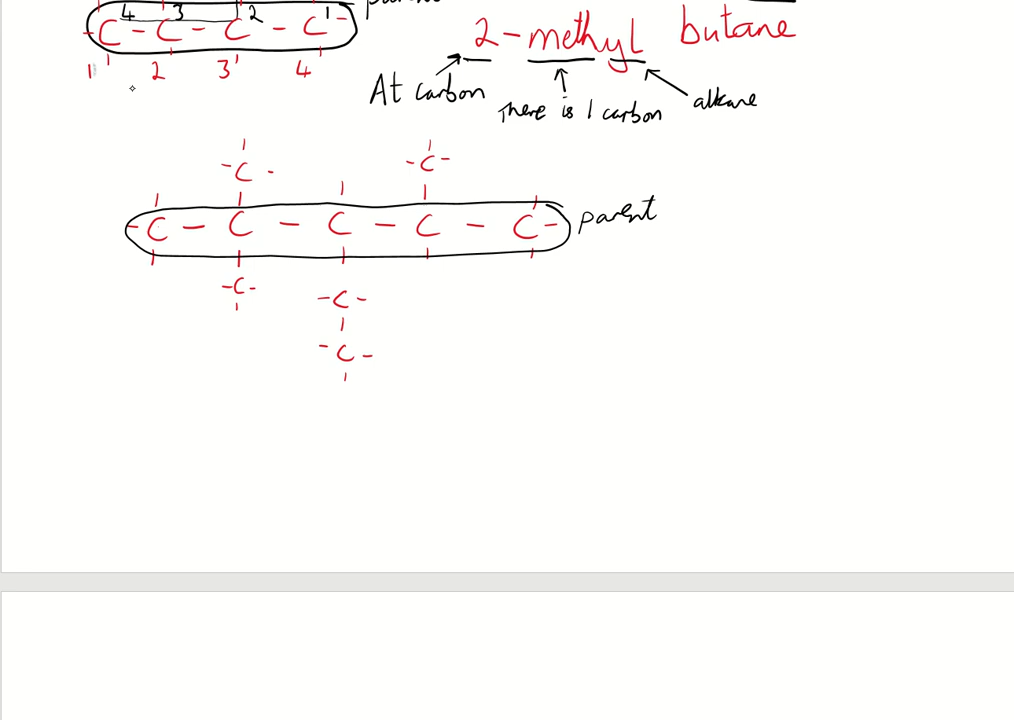 4 3 2 1
-C - C - C - C-
1 2 3 4
2-methyl butane
At carbon There is 1 carbon alkane
-C- -C-
-C - C - C - C - C- parent
-C- -C-
-C-